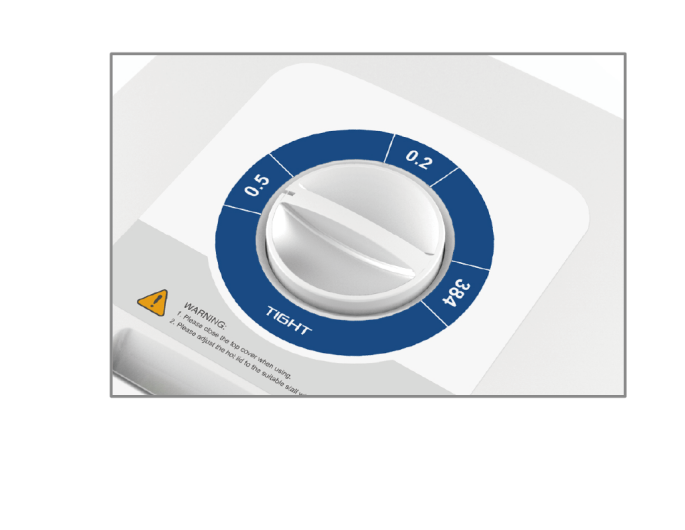 0.2
0.5
384
TIGHT
WARNING:
1. Please close the top cover when using.
2. Please adjust the hot lid to the suitable scall